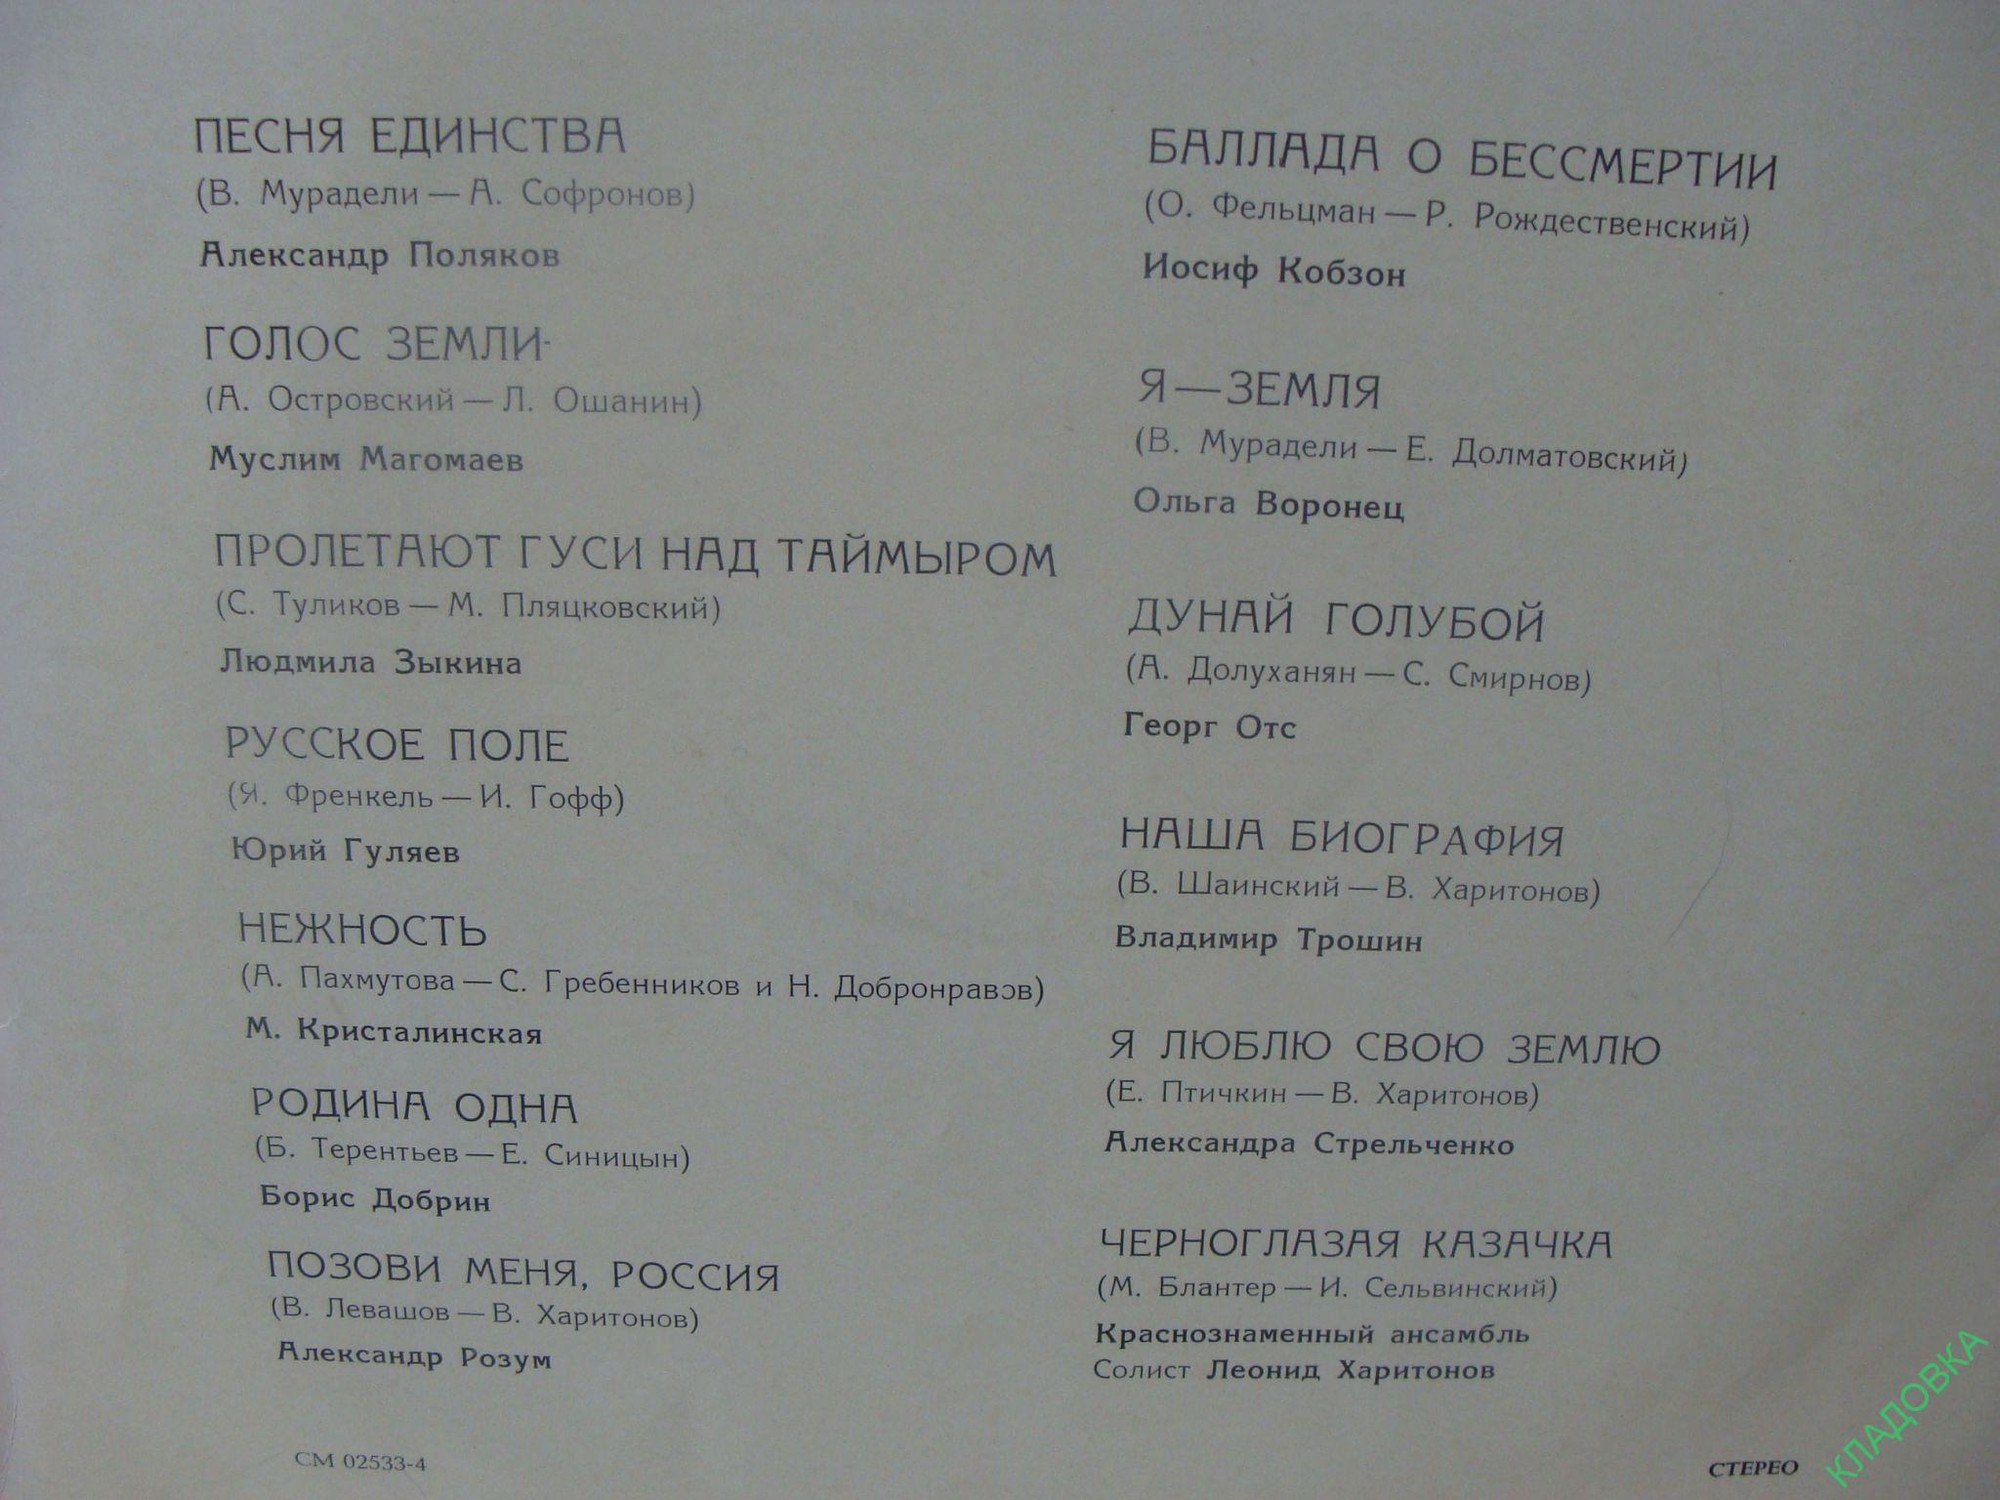 ПЕСНЯ ЕДИНСТВА
(В. Мурадели — А. Софронов)
Александр Поляков
ГОЛОС ЗЕМЛИ
(А. Островский — Л. Ошанин)
Муслим Магомаев
ПРОЛЕТАЮТ ГУСИ НАД ТАЙМЫРОМ
(С. Туликов — М. Пляцковский)
Людмила Зыкина
РУССКОЕ ПОЛЕ
(Я. Френкель — И. Гофф)
Юрий Гуляев
НЕЖНОСТЬ
(А. Пахмутова — С. Гребенников и Н. Добронравов)
М. Кристалинская
РОДИНА ОДНА
(Б. Терентьев — Е. Синицын)
Борис Добрин
ПОЗОВИ МЕНЯ, РОССИЯ
(В. Левашов — В. Харитонов)
Александр Розум
СМ 02533-4
БАЛЛАДА О БЕССМЕРТИИ
(О. Фельцман — Р. Рождественский)
Иосиф Кобзон
Я — ЗЕМЛЯ
(В. Мурадели — Е. Долматовский)
Ольга Воронец
ДУНАЙ ГОЛУБОЙ
(А. Долуханян — С. Смирнов)
Георг Отс
НАША БИОГРАФИЯ
(В. Шаинский — В. Харитонов)
Владимир Трошин
Я ЛЮБЛЮ СВОЮ ЗЕМЛЮ
(Е. Птичкин — В. Харитонов)
Александра Стрельченко
ЧЕРНОГЛАЗАЯ КАЗАЧКА
(М. Блантер — И. Сельвинский)
Краснознаменный ансамбль
Солист Леонид Харитонов
СТЕРЕО
КЛАДОВКА